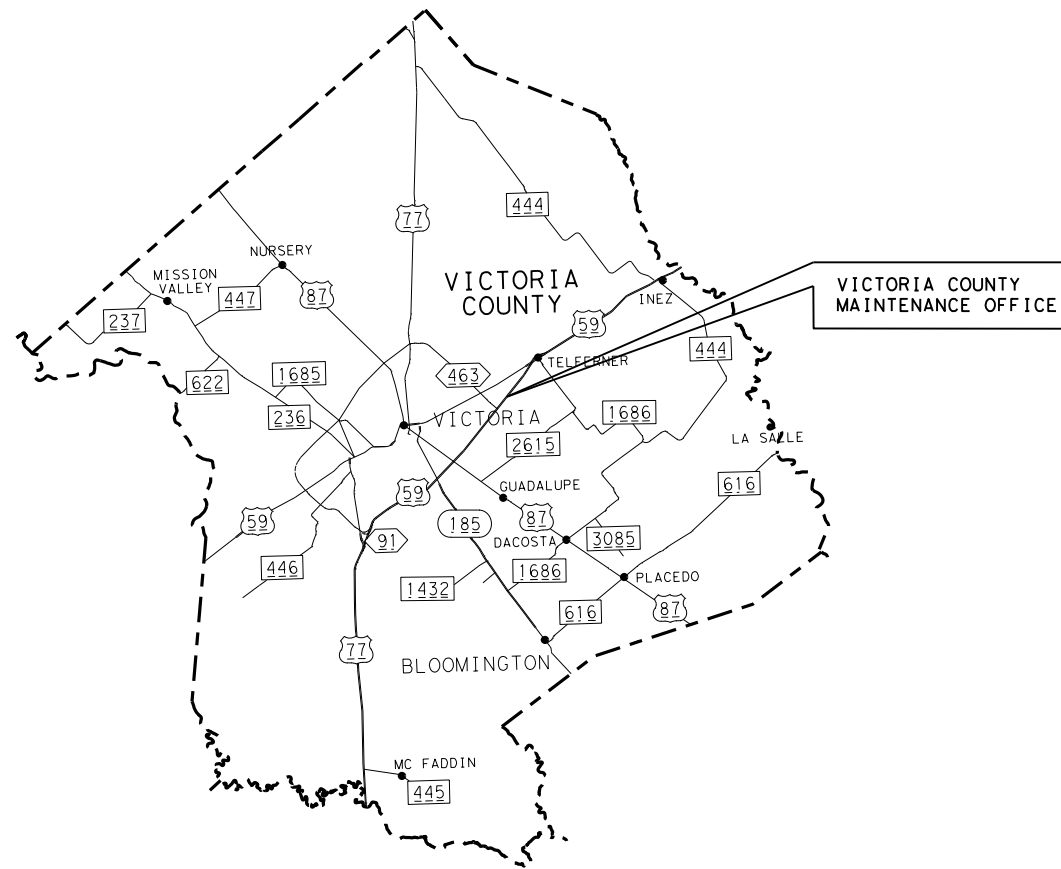 444
77
NURSERY
MISSION
VALLEY
VICTORIA
COUNTY
VICTORIA COUNTY
MAINTENANCE OFFICE
447
87
INEZ
237
59
444
TELFERNER
622
1685
463
236
1686
VICTORIA
2615
LA SALLE
GUADALUPE
616
59
59
185
87
DACOSTA
3085
91
446
1432
1686
PLACEDO
616
87
77
BLOOMINGTON
MC FADDIN
445